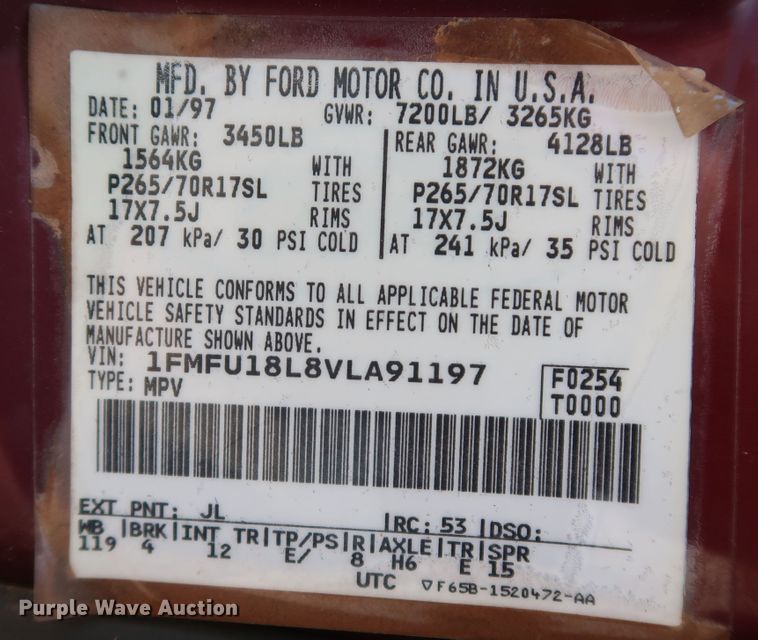 MFD. BY FORD MOTOR CO. IN U.S.A.
DATE: 01/97 GVWR: 7200LB/ 3265KG
FRONT GAWR: 3450LB REAR GAWR: 4128LB
1564KG WITH 1872KG WITH
P265/70R17SL TIRES P265/70R17SL TIRES
17X7.5J RIMS 17X7.5J RIMS
AT 207 kPa/ 30 PSI COLD AT 241 kPa/ 35 PSI COLD
THIS VEHICLE CONFORMS TO ALL APPLICABLE FEDERAL MOTOR
VEHICLE SAFETY STANDARDS IN EFFECT ON THE DATE OF
MANUFACTURE SHOWN ABOVE.
VIN: 1FMFU18L8VLA91197 F0254
TYPE: MPV T0000
EXT PNT: JL RC: 53 DSO:
WB BRK INT TR TP/PS R AXLE TR SPR
119 4 12 E/ 8 H6 E 15
UTC ▽F65B-1520472-AA
Purple Wave Auction